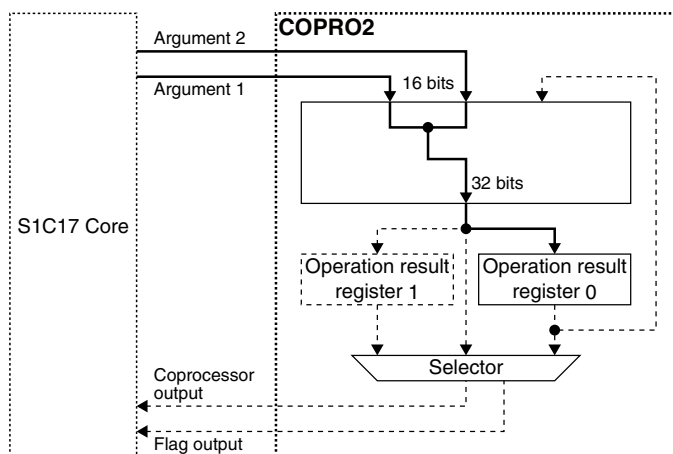 COPRO2
Argument 2
Argument 1
16 bits
32 bits
S1C17 Core
Operation result
register 1
Operation result
register 0
Selector
Coprocessor
output
Flag output